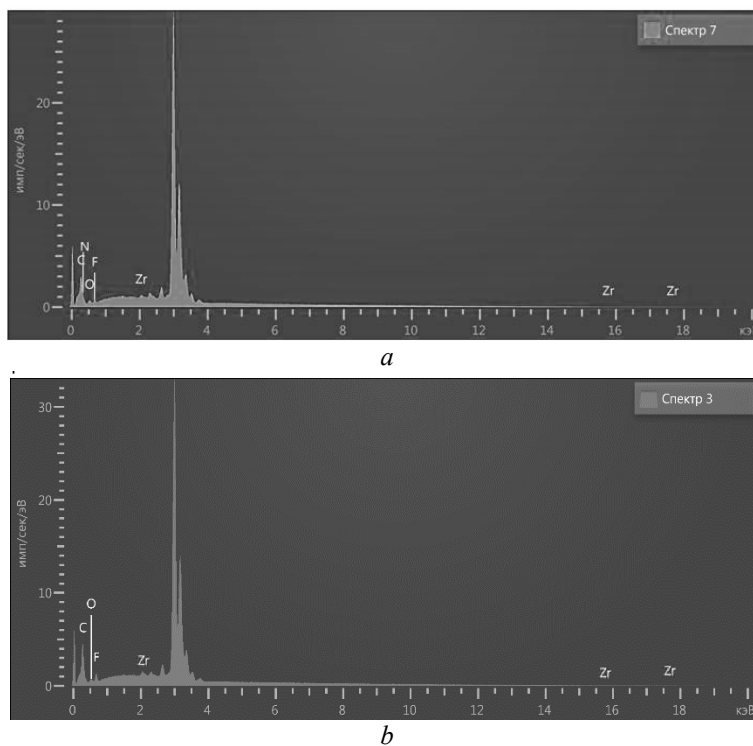 Спектр 7
имп/сек/эВ
20
10
0
N
C
F
O
Zr
Zr
Zr
0 2 4 6 8 10 12 14 16 18 кэ
a
Спектр 3
имп/сек/эВ
30
20
10
0
O
C
F
Zr
Zr
Zr
0 2 4 6 8 10 12 14 16 18 кэВ
b